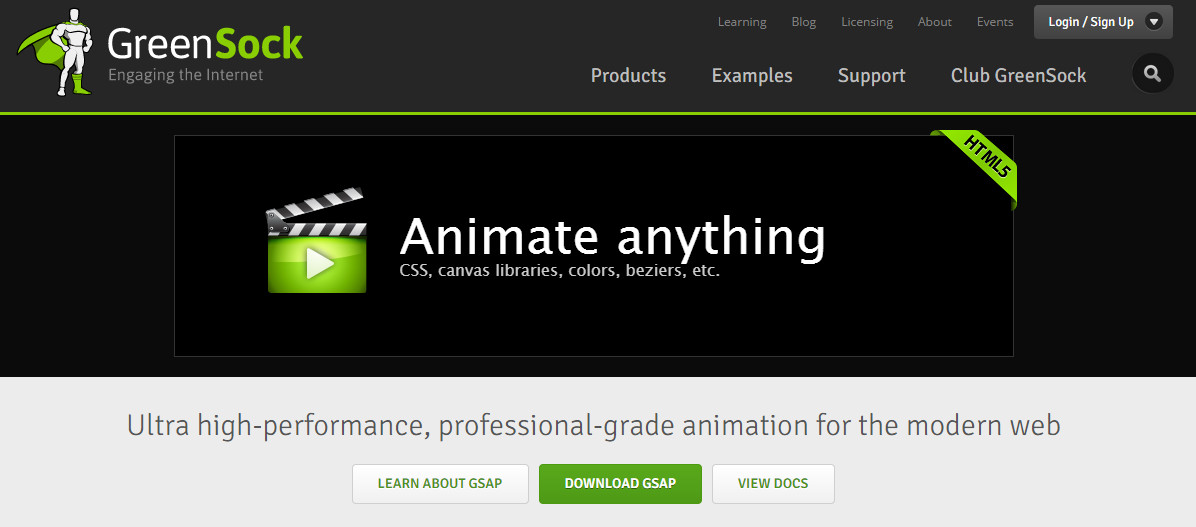 Learning Blog Licensing About Events Login / Sign Up
GreenSock
Engaging the Internet
Products Examples Support Club GreenSock
HTML5
Animate anything
CSS, canvas libraries, colors, beziers, etc.
Ultra high-performance, professional-grade animation for the modern web
LEARN ABOUT GSAP DOWNLOAD GSAP VIEW DOCS